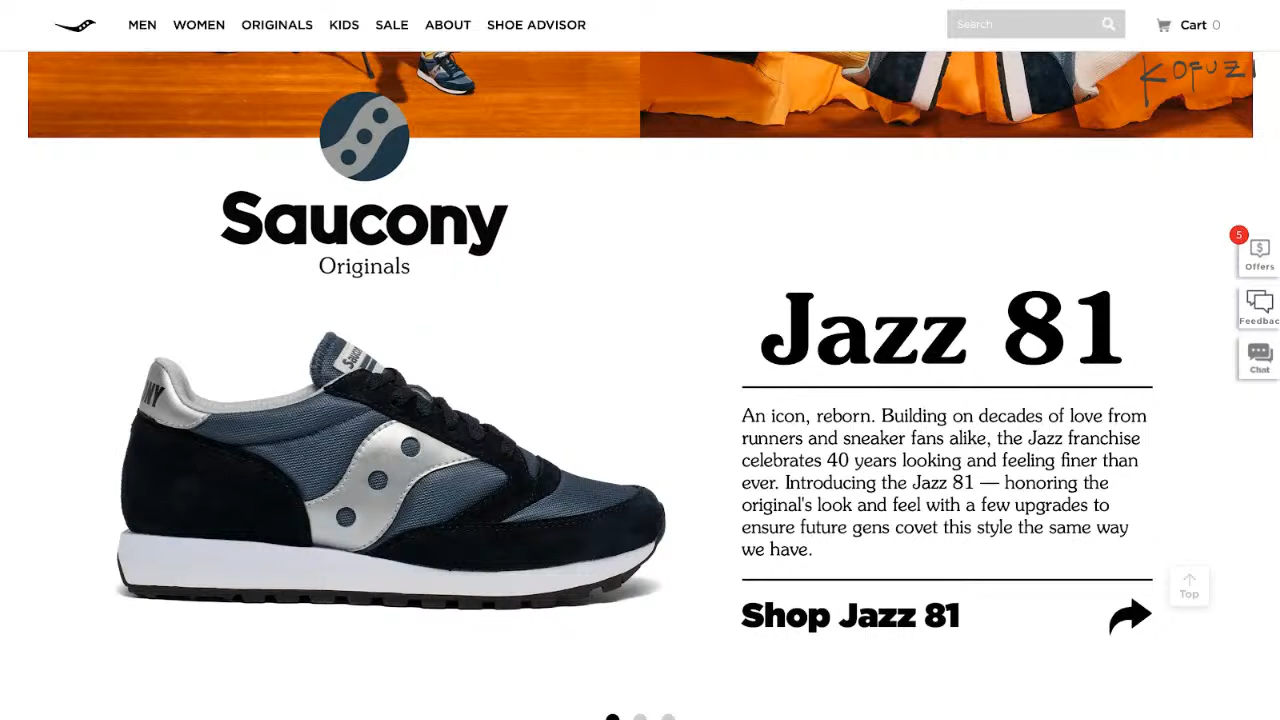 MEN WOMEN ORIGINALS KIDS SALE ABOUT SHOE ADVISOR Search Cart 0
KOFUZI
Saucony
Originals
5
Offers
Feedbac
Chat
Jazz 81
An icon, reborn. Building on decades of love from
runners and sneaker fans alike, the Jazz franchise
celebrates 40 years looking and feeling finer than
ever. Introducing the Jazz 81 — honoring the
original's look and feel with a few upgrades to
ensure future gens covet this style the same way
we have.
Shop Jazz 81
Top